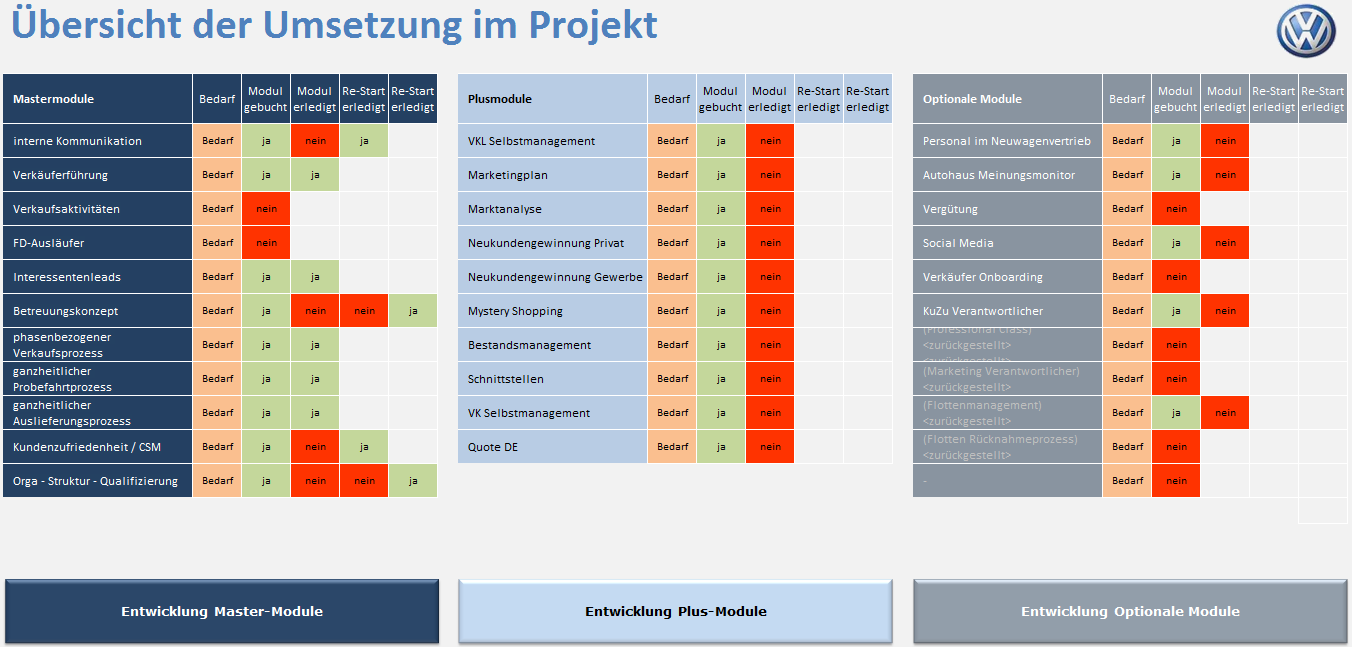 Übersicht der Umsetzung im Projekt
Mastermodule Bedarf Modul gebucht Modul erledigt Re-Start erledigt Re-Start erledigt
interne Kommunikation Bedarf ja nein ja
Verkäuferführung Bedarf ja ja
Verkaufsaktivitäten Bedarf nein
FD-Ausläufer Bedarf nein
Interessentenleads Bedarf ja ja
Betreuungskonzept Bedarf ja nein nein ja
phasenbezogener
Verkaufsprozess Bedarf ja ja
ganzheitlicher
Probefahrtprozess Bedarf ja ja
ganzheitlicher
Auslieferungsprozess Bedarf ja ja
Kundenzufriedenheit / CSM Bedarf ja nein ja
Orga - Struktur - Qualifizierung Bedarf ja nein nein ja
Plusmodule Bedarf Modul gebucht Modul erledigt Re-Start erledigt Re-Start erledigt
VKL Selbstmanagement Bedarf ja nein
Marketingplan Bedarf ja nein
Marktanalyse Bedarf ja nein
Neukundengewinnung Privat Bedarf ja nein
Neukundengewinnung Gewerbe Bedarf ja nein
Mystery Shopping Bedarf ja nein
Bestandsmanagement Bedarf ja nein
Schnittstellen Bedarf ja nein
VK Selbstmanagement Bedarf ja nein
Quote DE Bedarf ja nein
Optionale Module Bedarf Modul gebucht Modul erledigt Re-Start erledigt Re-Start erledigt
Personal im Neuwagenvertrieb Bedarf ja nein
Autohaus Meinungsmonitor Bedarf ja nein
Vergütung Bedarf nein
Social Media Bedarf ja nein
Verkäufer Onboarding Bedarf nein
KuZu Verantwortlicher Bedarf ja nein
(Professional Class)
<zurückgestellt> Bedarf nein
<zurückgestellt>
(Marketing Verantwortlicher)
<zurückgestellt> Bedarf nein
(Flottenmanagement)
<zurückgestellt> Bedarf ja nein
(Flotten Rücknahmeprozess)
<zurückgestellt> Bedarf nein
- Bedarf nein
Entwicklung Master-Module
Entwicklung Plus-Module
Entwicklung Optionale Module